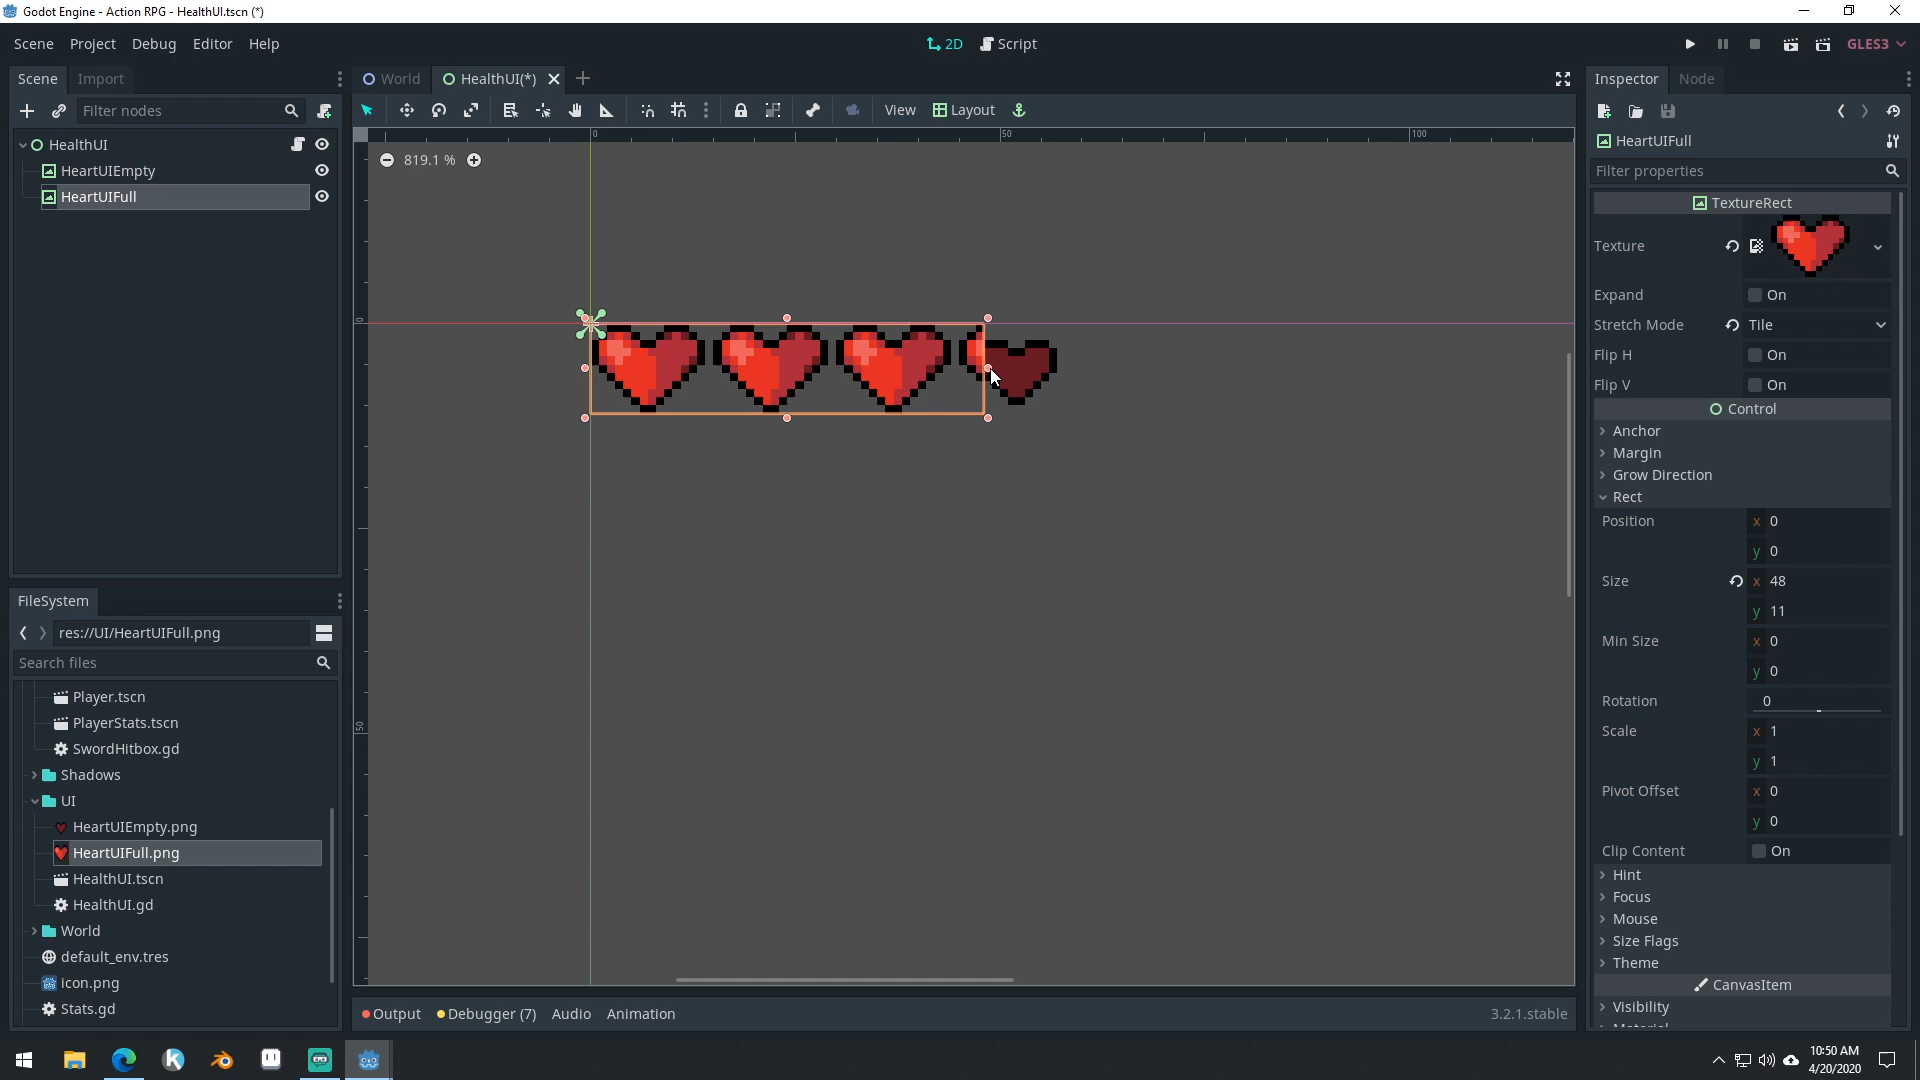 Godot Engine - Action RPG - HealthUI.tscn (*)
Scene Project Debug Editor Help
2D Script
GLES3
Scene Import
World HealthUI(*)
Inspector Node
Filter nodes
View Layout
HealthUI
HeartUIEmpty
HeartUIFull
0 50 100
819.1 %
0
50
FileSystem
res://UI/HeartUIFull.png
Search files
Player.tscn
PlayerStats.tscn
SwordHitbox.gd
Shadows
UI
HeartUIEmpty.png
HeartUIFull.png
HealthUI.tscn
HealthUI.gd
World
default_env.tres
icon.png
Stats.gd
Output Debugger (7) Audio Animation
3.2.1.stable
HeartUIFull
Filter properties
TextureRect
Texture
Expand On
Stretch Mode Tile
Flip H On
Flip V On
Control
Anchor
Margin
Grow Direction
Rect
Position x 0
y 0
Size x 48
y 11
Min Size x 0
y 0
Rotation 0
Scale x 1
y 1
Pivot Offset x 0
y 0
Clip Content On
Hint
Focus
Mouse
Size Flags
Theme
CanvasItem
Visibility
Material
10:50 AM
4/20/2020